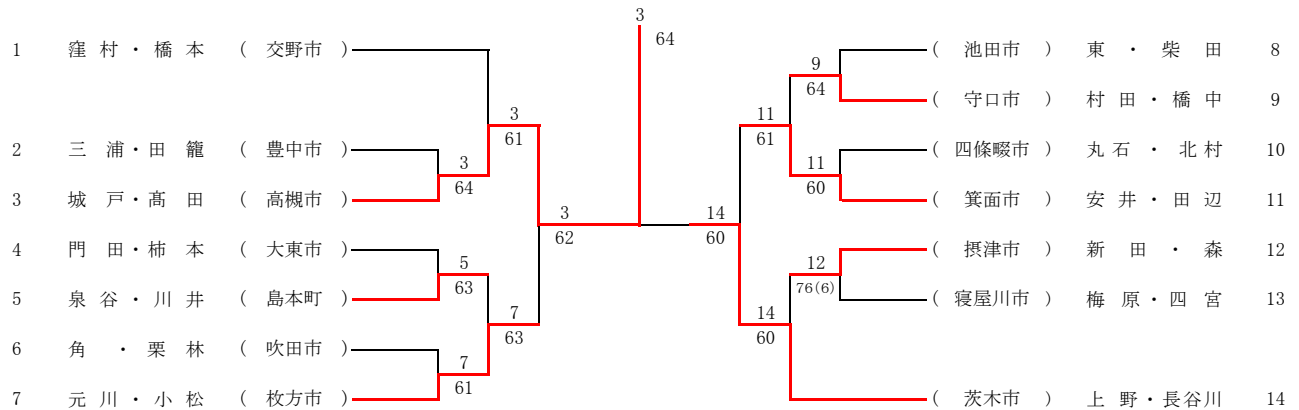 3
64
1 窪村・橋本 ( 交野市 )
( 池田市 ) 東・柴田 8
9
64
( 守口市 ) 村田・橋中 9
3
61
11
61
2 三浦・田籠 ( 豊中市 )
( 四條畷市 ) 丸石・北村 10
3
64
11
60
3 城戸・髙田 ( 高槻市 )
( 箕面市 ) 安井・田辺 11
3
62
14
60
4 門田・柿本 ( 大東市 )
( 摂津市 ) 新田・森 12
5
63
12
76(6)
5 泉谷・川井 ( 島本町 )
( 寝屋川市 ) 梅原・四宮 13
7
63
14
60
6 角・栗林 ( 吹田市 )
7
61
7 元川・小松 ( 枚方市 )
( 茨木市 ) 上野・長谷川 14